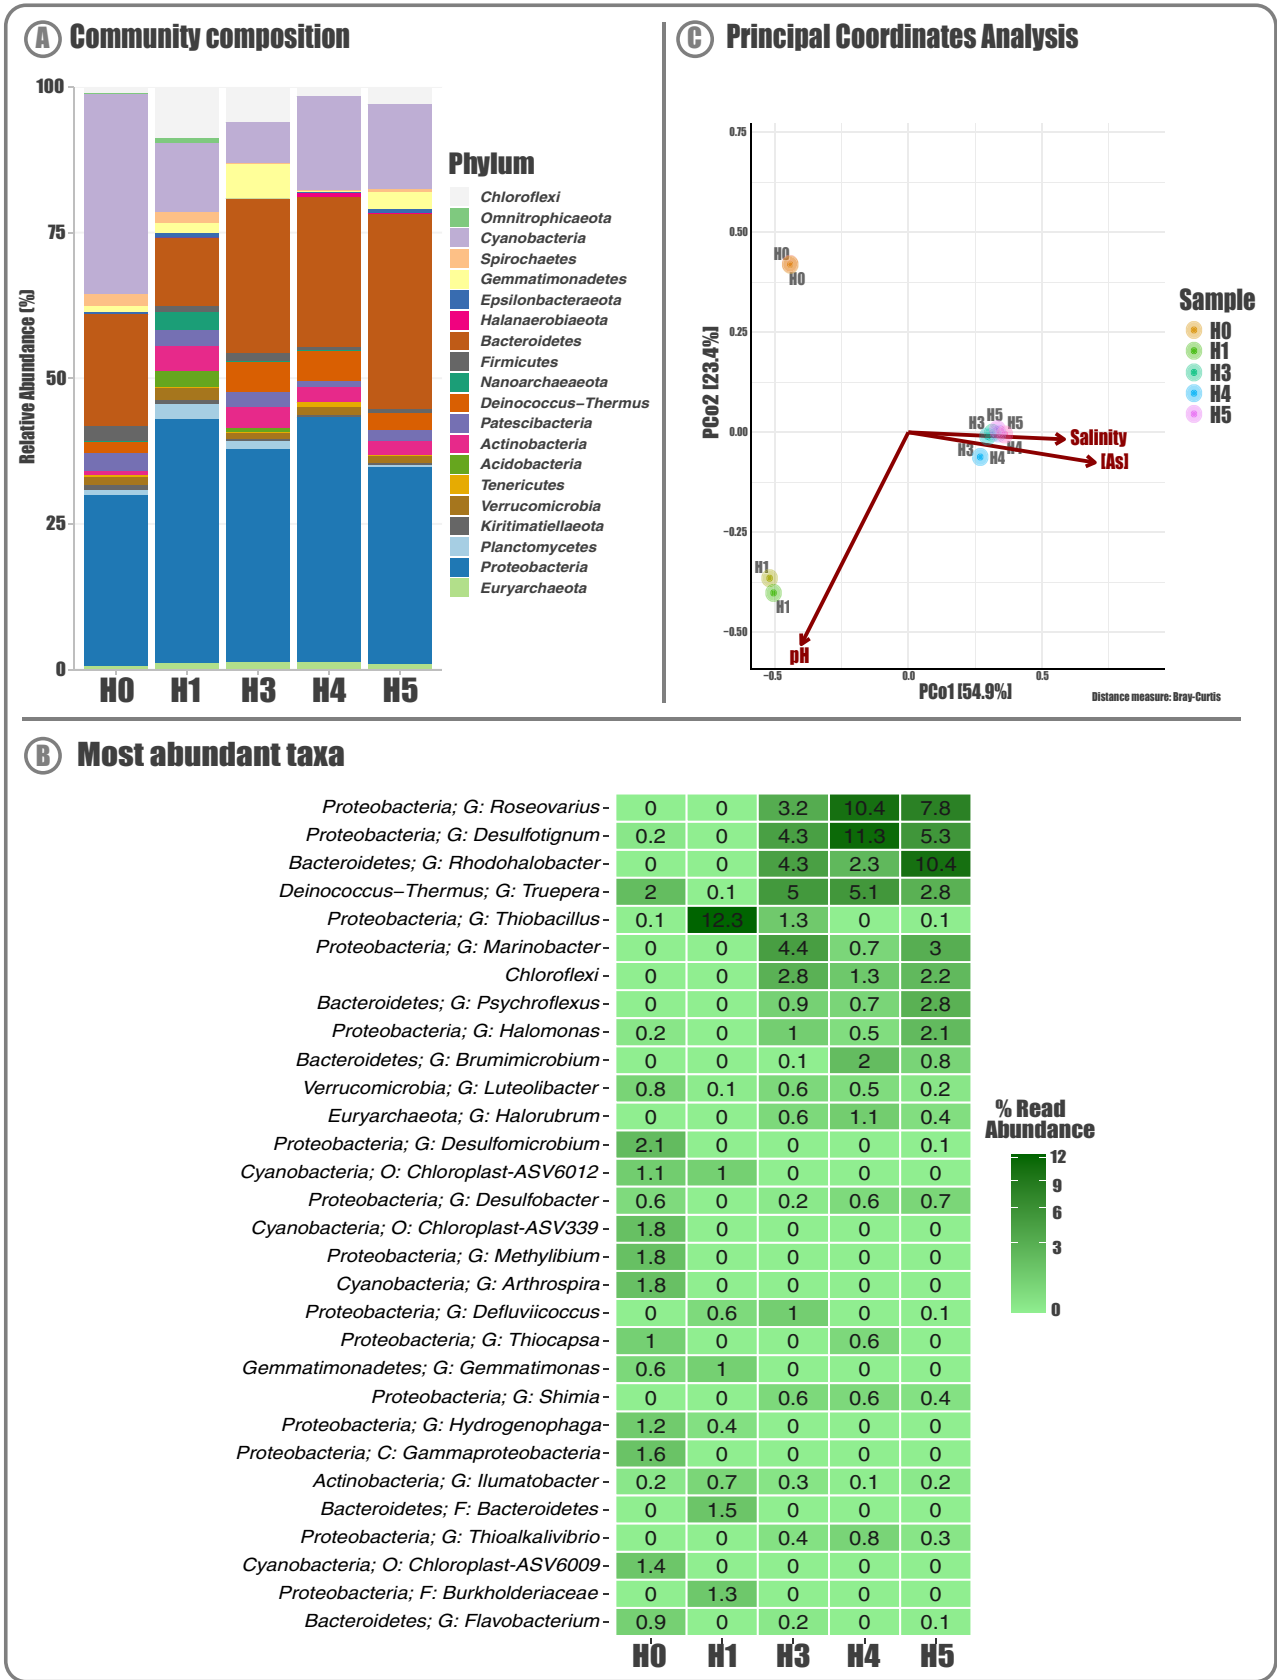 A Community composition
100
75
50
25
0
Relative Abundance (%)
H0 H1 H3 H4 H5
Phylum
Chloroflexi
Omnitrophicaeota
Cyanobacteria
Spirochaetes
Gemmatimonadetes
Epsilonbacteraeota
Halanaerobiaeota
Bacteroidetes
Firmicutes
Nanoarchaeaeota
Deinococcus–Thermus
Patescibacteria
Actinobacteria
Acidobacteria
Tenericutes
Verrucomicrobia
Kiritimatiellaeota
Planctomycetes
Proteobacteria
Euryarchaeota
C Principal Coordinates Analysis
0.75
0.50
0.25
0.00
−0.25
−0.50
PCo2 [23.4%]
H0
H0
H5
H3 H5
H4
H3 H4
Salinity
[As]
H1
H1
pH
−0.5 0.0 0.5
PCo1 [54.9%]
Distance measure: Bray-Curtis
Sample
H0
H1
H3
H4
H5
B Most abundant taxa
Proteobacteria; G: Roseovarius 0 0 3.2 10.4 7.8
Proteobacteria; G: Desulfotignum 0.2 0 4.3 11.3 5.3
Bacteroidetes; G: Rhodohalobacter 0 0 4.3 2.3 10.4
Deinococcus–Thermus; G: Truepera 2 0.1 5 5.1 2.8
Proteobacteria; G: Thiobacillus 0.1 12.3 1.3 0 0.1
Proteobacteria; G: Marinobacter 0 0 4.4 0.7 3
Chloroflexi 0 0 2.8 1.3 2.2
Bacteroidetes; G: Psychroflexus 0 0 0.9 0.7 2.8
Proteobacteria; G: Halomonas 0.2 0 1 0.5 2.1
Bacteroidetes; G: Brumimicrobium 0 0 0.1 2 0.8
Verrucomicrobia; G: Luteolibacter 0.8 0.1 0.6 0.5 0.2
Euryarchaeota; G: Halorubrum 0 0 0.6 1.1 0.4
Proteobacteria; G: Desulfomicrobium 2.1 0 0 0 0.1
Cyanobacteria; O: Chloroplast-ASV6012 1.1 1 0 0 0
Proteobacteria; G: Desulfobacter 0.6 0 0.2 0.6 0.7
Cyanobacteria; O: Chloroplast-ASV339 1.8 0 0 0 0
Proteobacteria; G: Methylibium 1.8 0 0 0 0
Cyanobacteria; G: Arthrospira 1.8 0 0 0 0
Proteobacteria; G: Defluviicoccus 0 0.6 1 0 0.1
Proteobacteria; G: Thiocapsa 1 0 0 0.6 0
Gemmatimonadetes; G: Gemmatimonas 0.6 1 0 0 0
Proteobacteria; G: Shimia 0 0 0.6 0.6 0.4
Proteobacteria; G: Hydrogenophaga 1.2 0.4 0 0 0
Proteobacteria; C: Gammaproteobacteria 1.6 0 0 0 0
Actinobacteria; G: Ilumatobacter 0.2 0.7 0.3 0.1 0.2
Bacteroidetes; F: Bacteroidetes 0 1.5 0 0 0
Proteobacteria; G: Thioalkalivibrio 0 0 0.4 0.8 0.3
Cyanobacteria; O: Chloroplast-ASV6009 1.4 0 0 0 0
Proteobacteria; F: Burkholderiaceae 0 1.3 0 0 0
Bacteroidetes; G: Flavobacterium 0.9 0 0.2 0 0.1
H0 H1 H3 H4 H5
% Read
Abundance
12
9
6
3
0